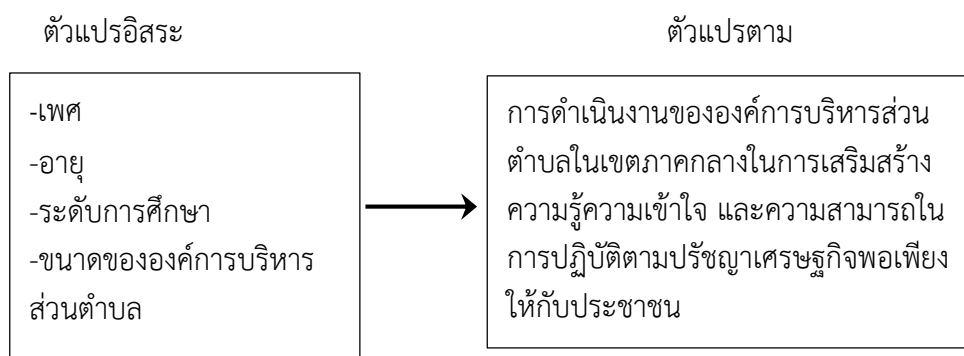 ตัวแปรอิสระ
ตัวแปรตาม
-เพศ
-อายุ
-ระดับการศึกษา
-ขนาดขององค์การบริหาร
ส่วนตำบล
การดำเนินงานขององค์การบริหารส่วน
ตำบลในเขตภาคกลางในการเสริมสร้าง
ความรู้ความเข้าใจ และความสามารถใน
การปฏิบัติตามปรัชญาเศรษฐกิจพอเพียง
ให้กับประชาชน